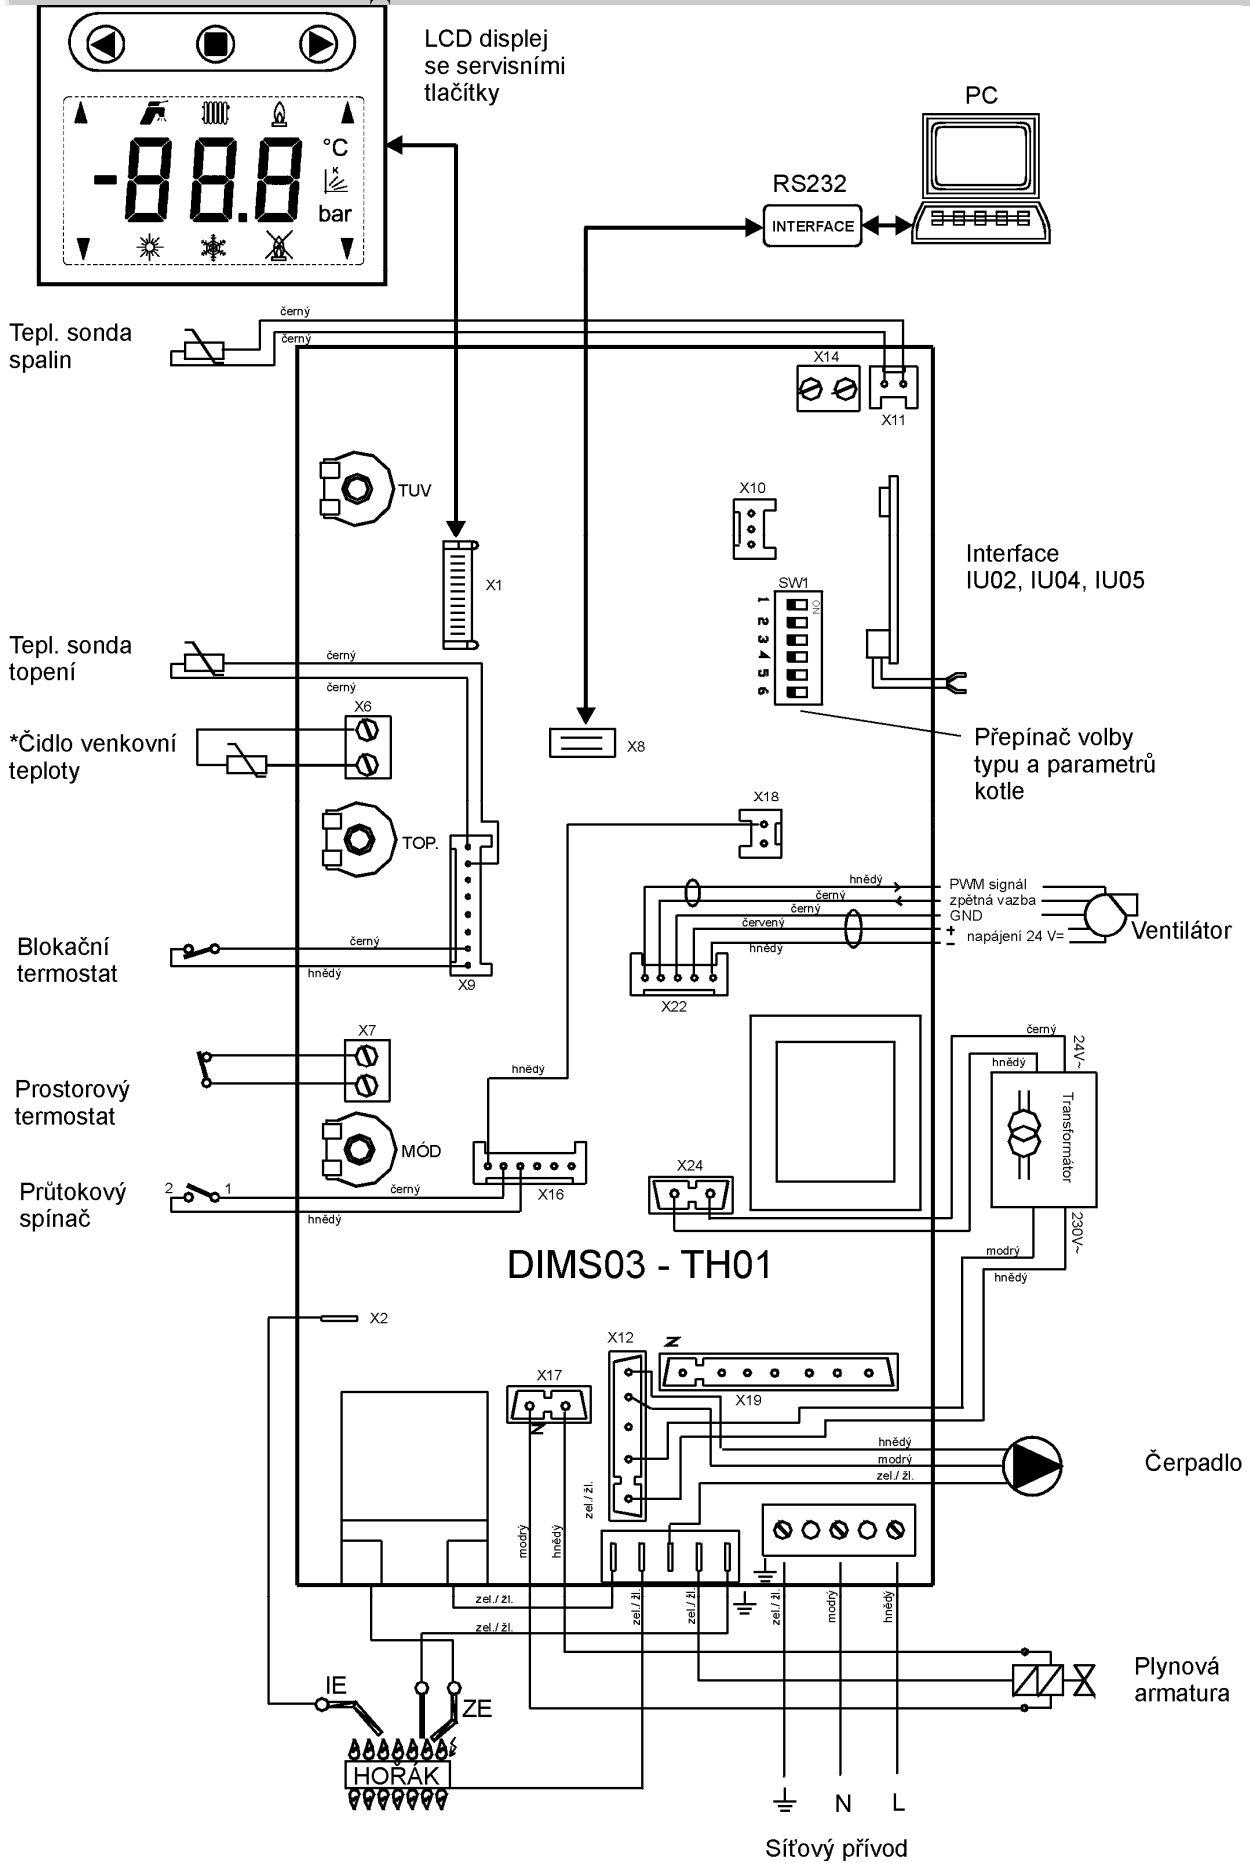 LCD displej
se servisními
tlačítky
-88.8
°C
K
bar
PC
RS232
INTERFACE
Tepl. sonda
spalin
černý
černý
X14
X11
TUV
X10
X1
SW1
ON
1
2
3
4
5
6
Interface
IU02, IU04, IU05
Tepl. sonda
topení
černý
černý
X6
*Čidlo venkovní
teploty
X8
Přepínač volby
typu a parametrů
kotle
X18
TOP.
hnědý
PWM signál
černý
zpětná vazba
černý
GND
červený
+
napájení 24 V=
hnědý
–
Ventilátor
Blokační
termostat
černý
hnědý
X9
X22
X7
Prostorový
termostat
hnědý
černý
24V~
hnědý
Transformátor
MÓD
X24
Průtokový
spínač
2
1
černý
X16
hnědý
230V~
modrý
hnědý
DIMS03 - TH01
X2
X12
N
X17
X19
N
hnědý
modrý
zel./ žl.
Čerpadlo
zel./ žl.
modrý
hnědý
zel./ žl.
zel./ žl.
zel./ žl.
zel./ žl.
zel./ žl.
modrý
hnědý
IE
ZE
Plynová
armatura
HOŘÁK
N
L
Síťový přívod